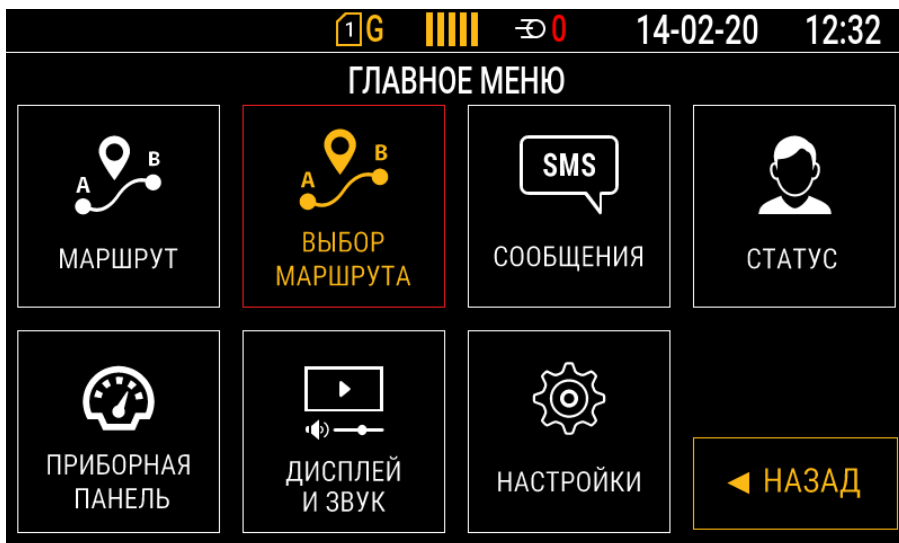 1 G 0 14-02-20 12:32
ГЛАВНОЕ МЕНЮ
A B
МАРШРУТ
A B
ВЫБОР
МАРШРУТА
SMS
СООБЩЕНИЯ
СТАТУС
ПРИБОРНАЯ
ПАНЕЛЬ
ДИСПЛЕЙ
И ЗВУК
НАСТРОЙКИ
НАЗАД